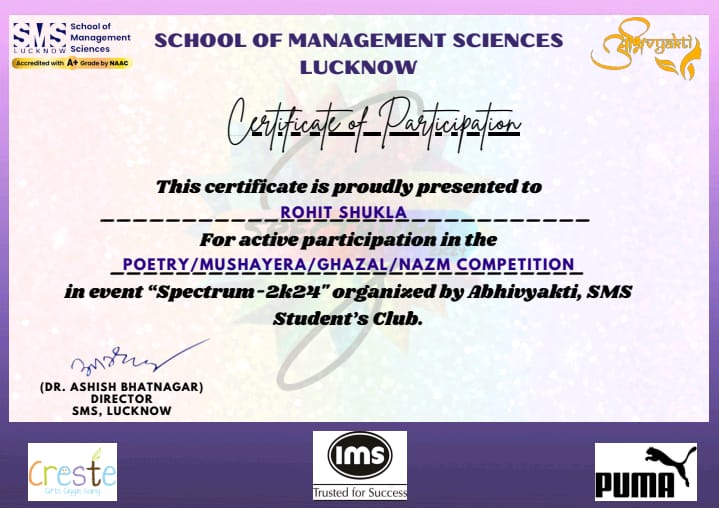 SMS
LUCKNOW
School of
Management
Sciences
Accredited with A+ Grade by NAAC
SCHOOL OF MANAGEMENT SCIENCES
LUCKNOW
Certificate of Participation
This certificate is proudly presented to
ROHIT SHUKLA
For active participation in the
POETRY/MUSHAYERA/GHAZAL/NAZM COMPETITION
in event “Spectrum-2k24" organized by Abhivyakti, SMS
Student’s Club.
(DR. ASHISH BHATNAGAR)
DIRECTOR
SMS, LUCKNOW
Creste
ims
Trusted for Success
PUMA